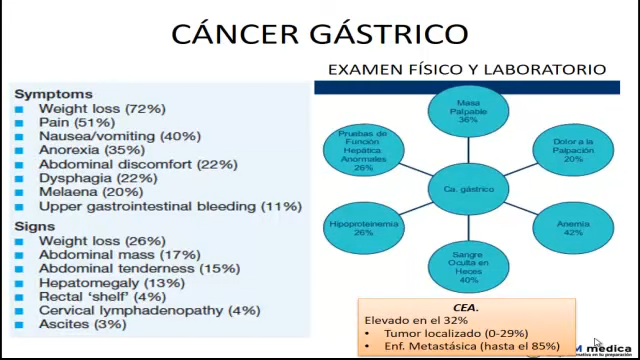 CÁNCER GÁSTRICO
EXAMEN FÍSICO Y LABORATORIO
Symptoms
Weight loss (72%)
Pain (51%)
Nausea/vomiting (40%)
Anorexia (35%)
Abdominal discomfort (22%)
Dysphagia (22%)
Melaena (20%)
Upper gastrointestinal bleeding (11%)
Signs
Weight loss (26%)
Abdominal mass (17%)
Abdominal tenderness (15%)
Hepatomegaly (13%)
Rectal ‘shelf’ (4%)
Cervical lymphadenopathy (4%)
Ascites (3%)
Masa
Palpable
36%
Pruebas de
Función
Hepática
Anormales
26%
Dolor a la
Palpación
20%
Ca. gástrico
Hipoproteinemia
26%
Anemia
42%
Sangre
Oculta en
Heces
40%
CEA.
Elevado en el 32%
• Tumor localizado (0-29%)
• Enf. Metastásica (hasta el 85%)
M medica
en tu preparación